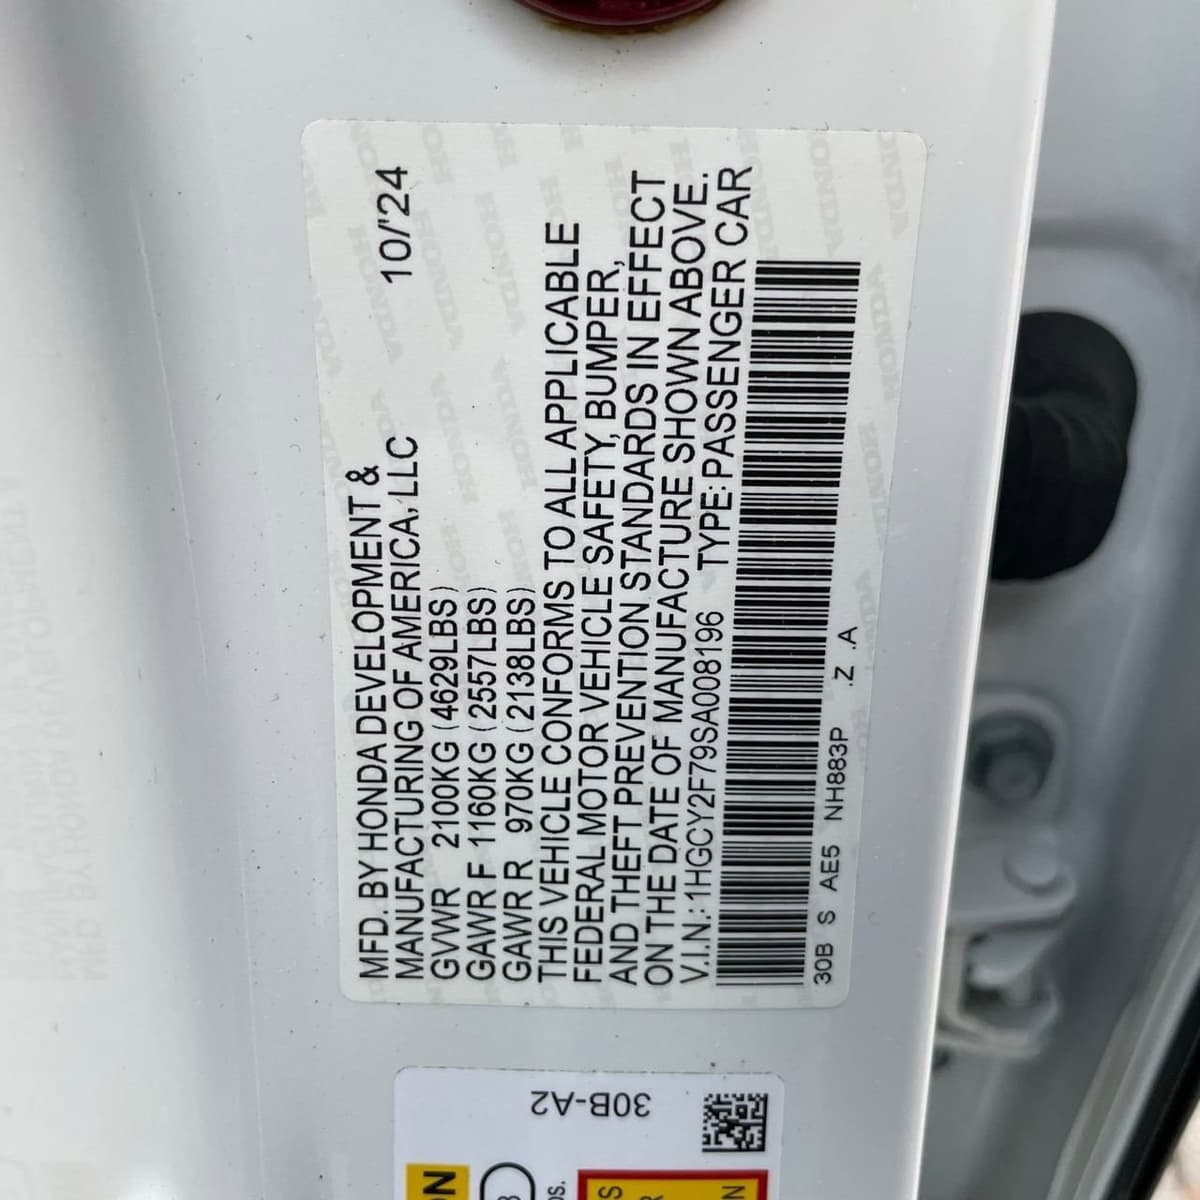 MFD. BY HONDA DEVELOPMENT &
MANUFACTURING OF AMERICA, LLC 10/'24
GVWR 2100KG (4629LBS)
GAWR F 1160KG (2557LBS)
GAWR R 970KG (2138LBS)
THIS VEHICLE CONFORMS TO ALL APPLICABLE
FEDERAL MOTOR VEHICLE SAFETY, BUMPER,
AND THEFT PREVENTION STANDARDS IN EFFECT
ON THE DATE OF MANUFACTURE SHOWN ABOVE.
V.I.N.: 1HGCY2F79SA008196 TYPE: PASSENGER CAR
30B S AE5 NH883P .Z .A
30B-A2